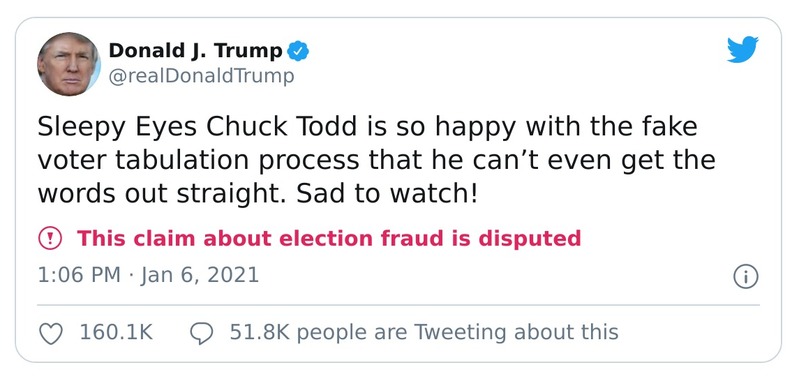 Donald J. Trump
@realDonaldTrump
Sleepy Eyes Chuck Todd is so happy with the fake
voter tabulation process that he can’t even get the
words out straight. Sad to watch!
This claim about election fraud is disputed
1:06 PM · Jan 6, 2021
160.1K 51.8K people are Tweeting about this